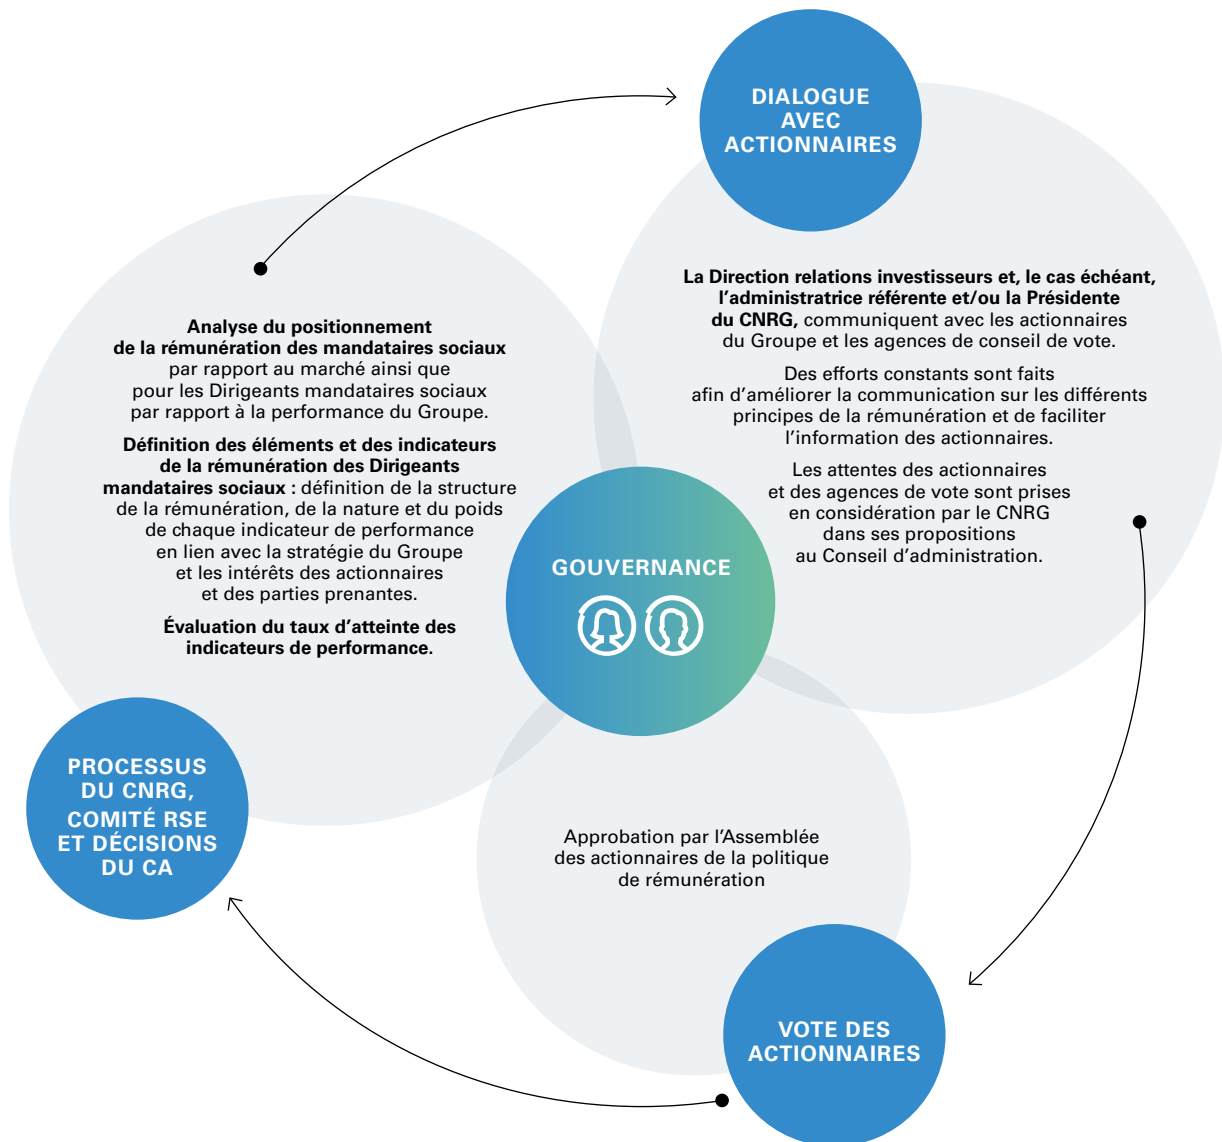 DIALOGUE
AVEC
ACTIONNAIRES
La Direction relations investisseurs et, le cas échéant,
l’administratrice référente et/ou la Présidente
du CNRG, communiquent avec les actionnaires
du Groupe et les agences de conseil de vote.
Des efforts constants sont faits
afin d’améliorer la communication sur les différents
principes de la rémunération et de faciliter
l’information des actionnaires.
Les attentes des actionnaires
et des agences de vote sont prises
en considération par le CNRG
dans ses propositions
au Conseil d’administration.
Analyse du positionnement
de la rémunération des mandataires sociaux
par rapport au marché ainsi que
pour les Dirigeants mandataires sociaux
par rapport à la performance du Groupe.
Définition des éléments et des indicateurs
de la rémunération des Dirigeants
mandataires sociaux : définition de la structure
de la rémunération, de la nature et du poids
de chaque indicateur de performance
en lien avec la stratégie du Groupe
et les intérêts des actionnaires
et des parties prenantes.
Évaluation du taux d’atteinte des
indicateurs de performance.
GOUVERNANCE
PROCESSUS
DU CNRG,
COMITÉ RSE
ET DÉCISIONS
DU CA
Approbation par l’Assemblée
des actionnaires de la politique
de rémunération
VOTE DES
ACTIONNAIRES